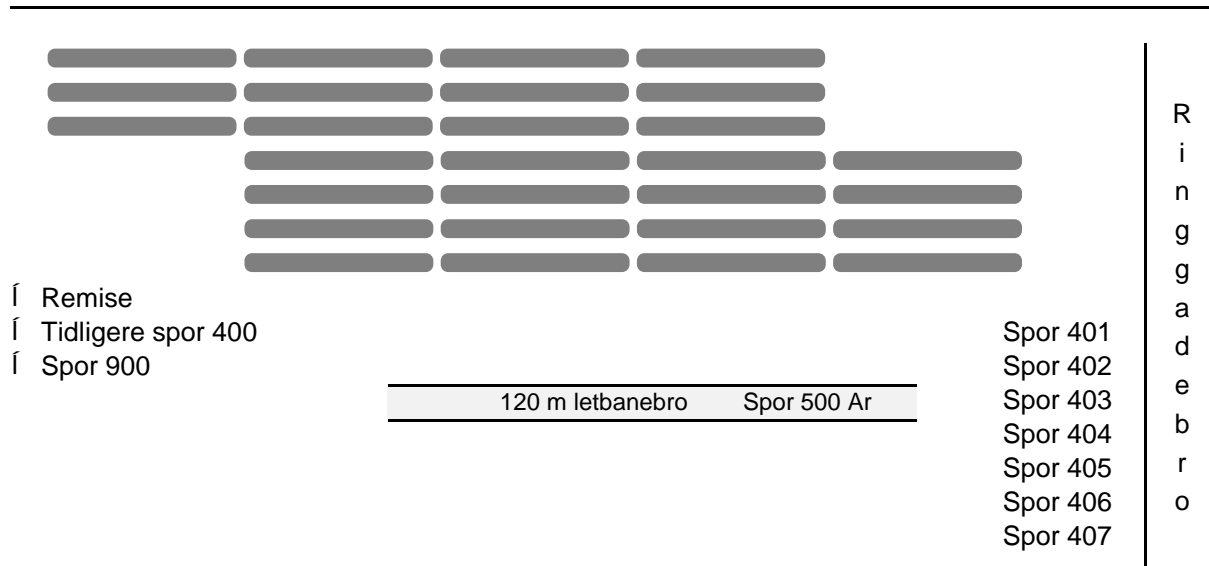 Í Remise
Í Tidligere spor 400
Í Spor 900
Spor 401
Spor 402
120 m letbanebro Spor 500 Ar
Spor 403
Spor 404
Spor 405
Spor 406
Spor 407
R
i
n
g
g
a
d
e
b
r
o